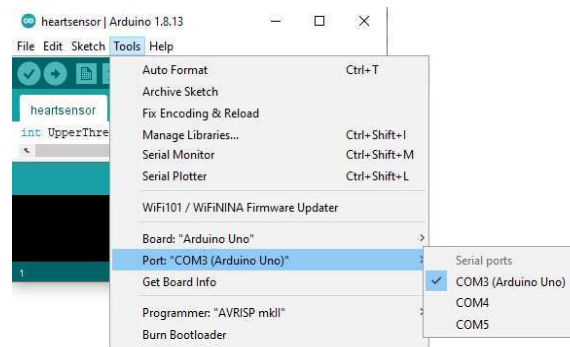 heartsensor | Arduino 1.8.13
File Edit Sketch Tools Help
heartsensor
int UpperThre
1
Auto Format Ctrl+T
Archive Sketch
Fix Encoding & Reload
Manage Libraries... Ctrl+Shift+I
Serial Monitor Ctrl+Shift+M
Serial Plotter Ctrl+Shift+L
WiFi101 / WiFiNINA Firmware Updater
Board: "Arduino Uno"
Port: "COM3 (Arduino Uno)"
Get Board Info
Programmer: "AVRISP mkII"
Burn Bootloader
Serial ports
COM3 (Arduino Uno)
COM4
COM5